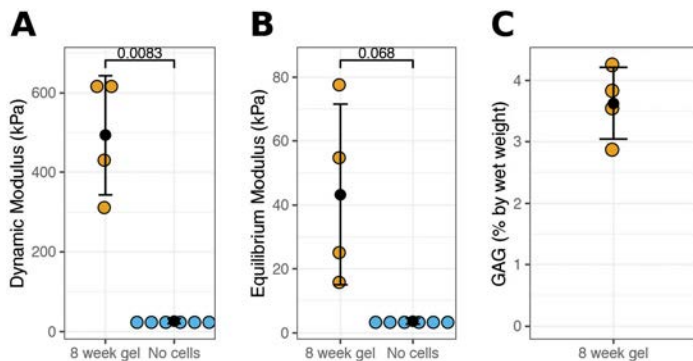 A
0.0083
Dynamic Modulus (kPa)
600
400
200
0
8 week gel No cells
B
0.068
Equilibrium Modulus (kPa)
80
60
40
20
0
8 week gel No cells
C
GAG (% by wet weight)
4
3
2
1
0
8 week gel